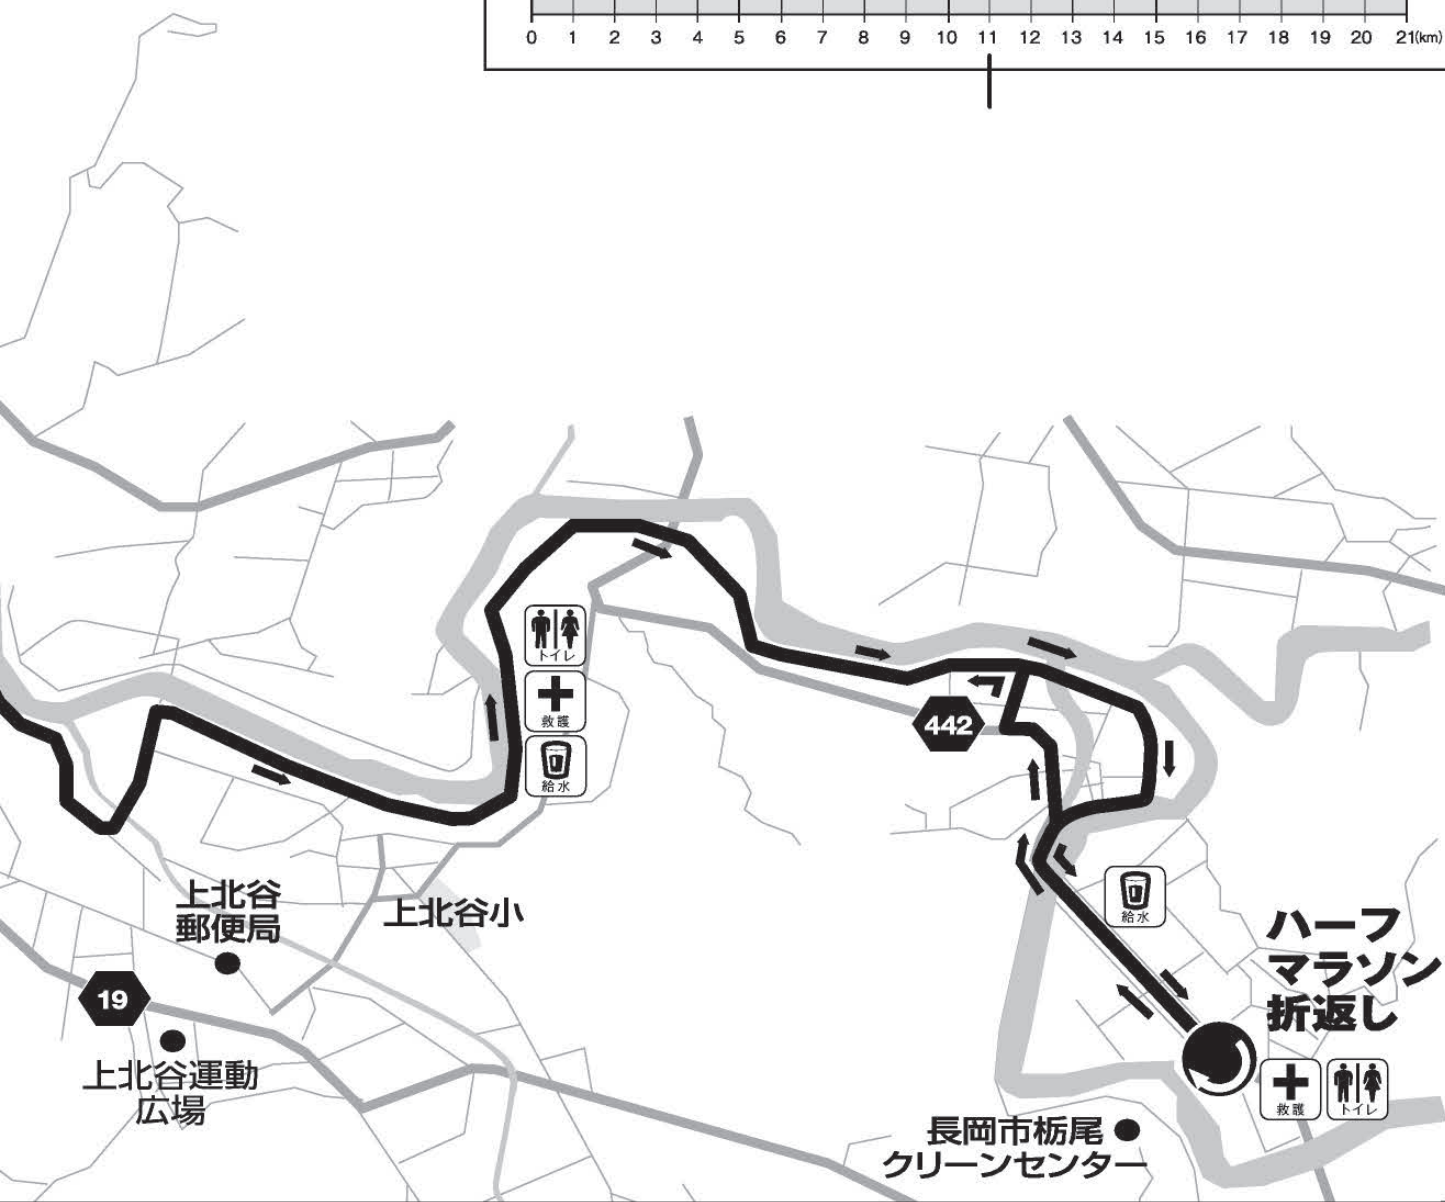 0 1 2 3 4 5 6 7 8 9 10 11 12 13 14 15 16 17 18 19 20 21(km)
トイレ
救護
442
給水
給水
上北谷
郵便局
上北谷小
ハーフ
マラソン
折返し
19
上北谷運動
広場
救護
トイレ
長岡市栃尾
クリーンセンター